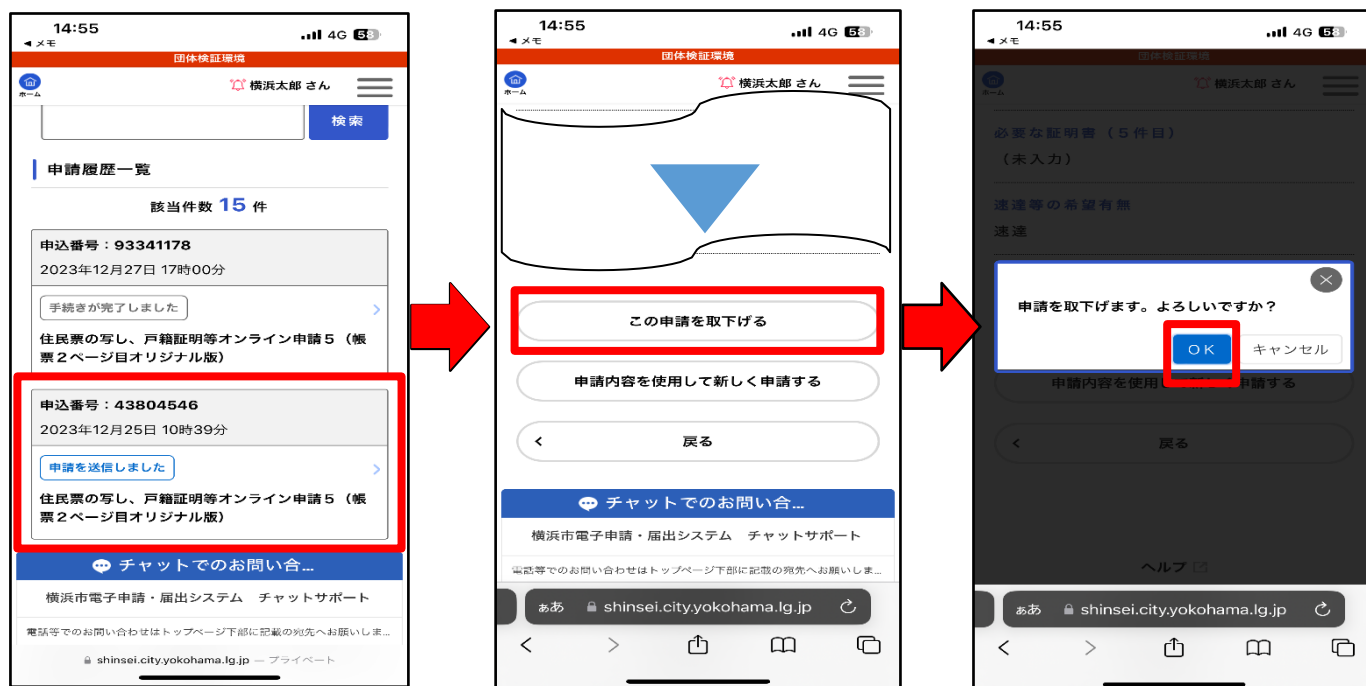 14:55
◀ メモ
4G 53
団体検証環境
ホーム
横浜太郎 さん
検索
申請履歴一覧
該当件数 15 件
申込番号：93341178
2023年12月27日 17時00分
手続きが完了しました
住民票の写し、戸籍証明等オンライン申請５（帳
票２ページ目オリジナル版）
申込番号：43804546
2023年12月25日 10時39分
申請を送信しました
住民票の写し、戸籍証明等オンライン申請５（帳
票２ページ目オリジナル版）
チャットでのお問い合...
横浜市電子申請・届出システム　チャットサポート
電話等でのお問い合わせはトップページ下部に記載の宛先へお願いしま...
shinsei.city.yokohama.lg.jp — プライベート
14:55
◀ メモ
4G 53
団体検証環境
ホーム
横浜太郎 さん
この申請を取下げる
申請内容を使用して新しく申請する
戻る
チャットでのお問い合...
横浜市電子申請・届出システム　チャットサポート
電話等でのお問い合わせはトップページ下部に記載の宛先へお願いしま...
ぁあ shinsei.city.yokohama.lg.jp
14:55
◀ メモ
4G 53
団体検証環境
ホーム
横浜太郎 さん
必要な証明書（５件目）
（未入力）
速達等の希望有無
速達
申請を取下げます。よろしいですか？
OK キャンセル
申請内容を使用し 申請する
戻る
ヘルプ
ぁあ shinsei.city.yokohama.lg.jp